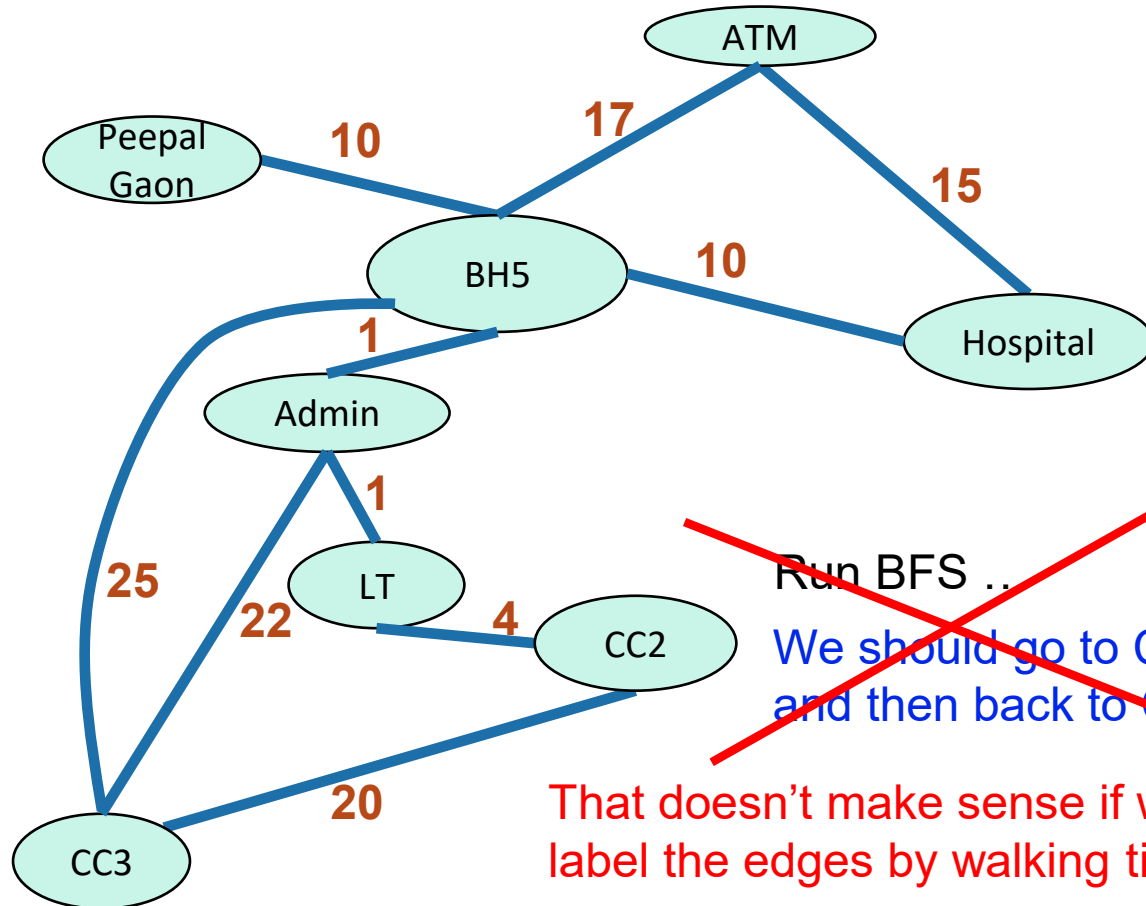 ATM
17
Peepal
Gaon
10
15
BH5
10
Hospital
1
Admin
1
25
22
LT
4
CC2
Run BFS ..
We should go to
and then back to
20
That doesn't make sense if
label the edges by walking
CC3